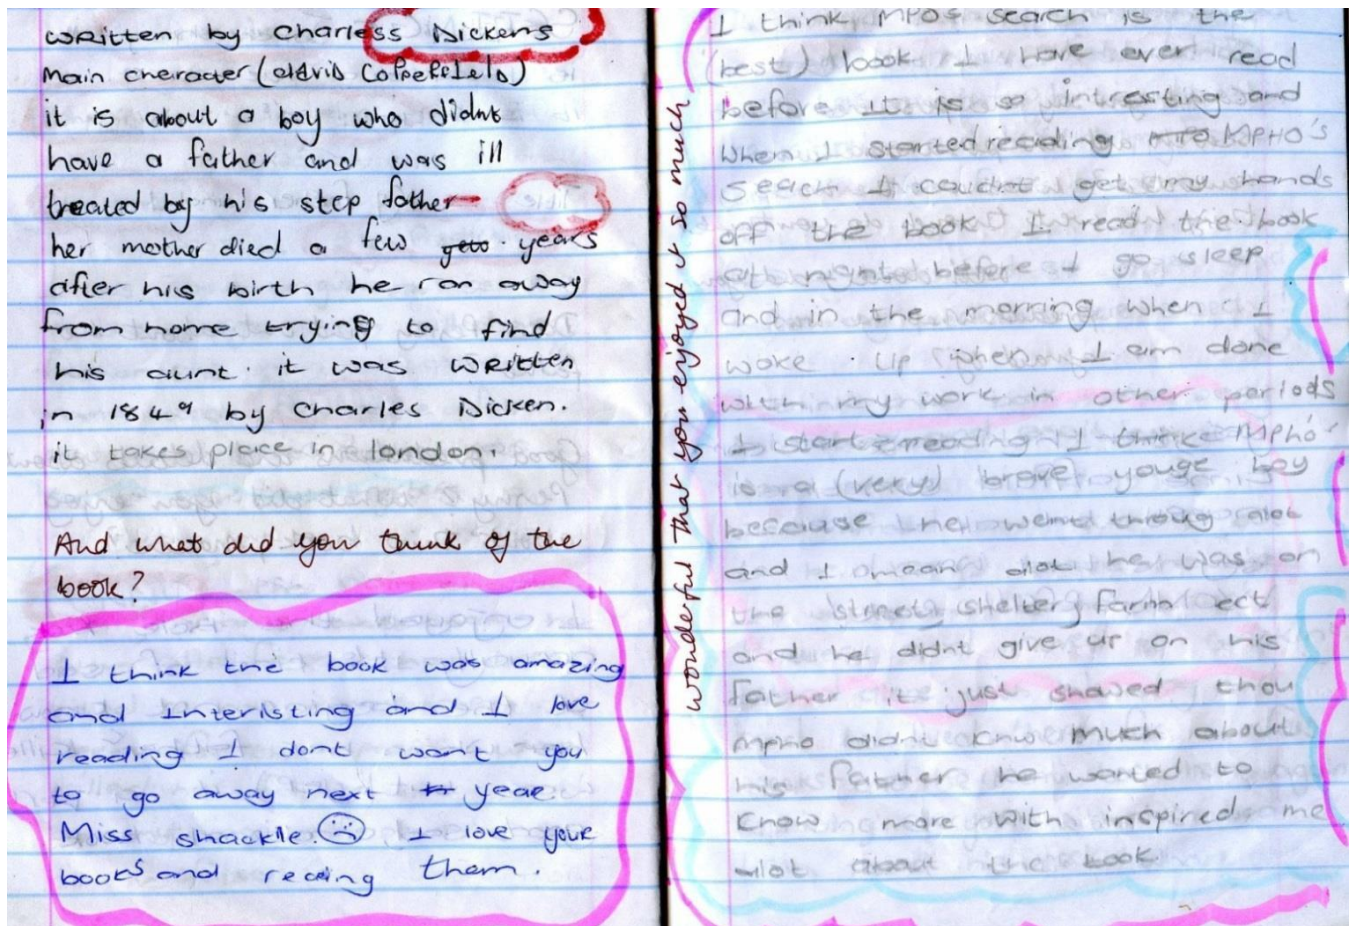 written by Charless Dickens
Main cheracter (david Copperfield)
it is about a boy who didnt
have a father and was ill
treated by his step father
her mother died a few years
after his birth he ran away
from home trying to find
his aunt. it was written
in 1849 by Charles Dicken.
it takes place in london.
And what did you think of the
book?
I think the book was amazing
and Interlsting and I love
reading I dont want you
to go away next year
Miss shackle. I love your
books and reading them.
wonderful that you enjoyed it so much
I think MPOs search is the
(best) book I have ever read
before It is so intresting and
when I started reading MPHO's
Seach I coudnt get my hands
off the book I read the book
at night before I go sleep
and in the morring when I
woke up when I am done
with my work in other periods
I start reading I think Mpho
is a (very) brave youge boy
because he went throug alot
and I mean alot he was on
the street, shelter, farm ect
and he didnt give up on his
father it just showed thou
Mpho didnt know much about
his father he wanted to
know more with inspired me
alot about the book.